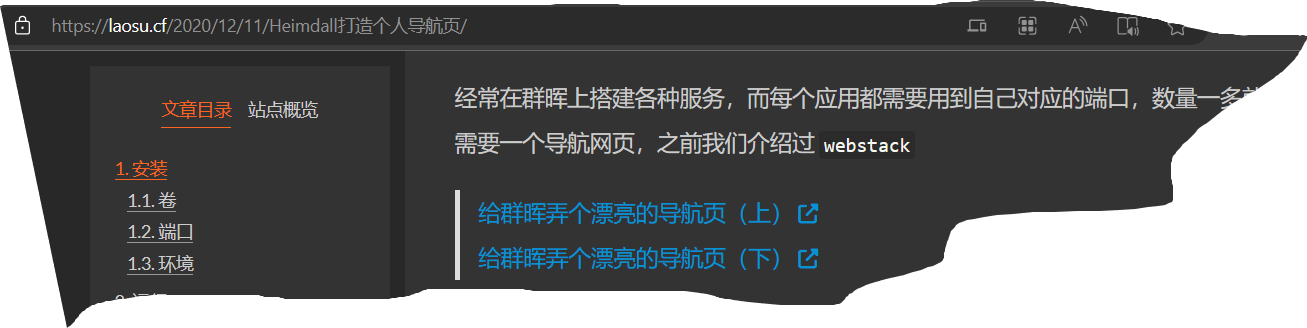 https://laosu.cf/2020/12/11/Heimdall打造个人导航页/
文章目录 站点概览
1. 安装
1.1. 卷
1.2. 端口
1.3. 环境
经常在群晖上搭建各种服务，而每个应用都需要用到自己对应的端口，数量一多
需要一个导航网页，之前我们介绍过 webstack
给群晖弄个漂亮的导航页（上）
给群晖弄个漂亮的导航页（下）